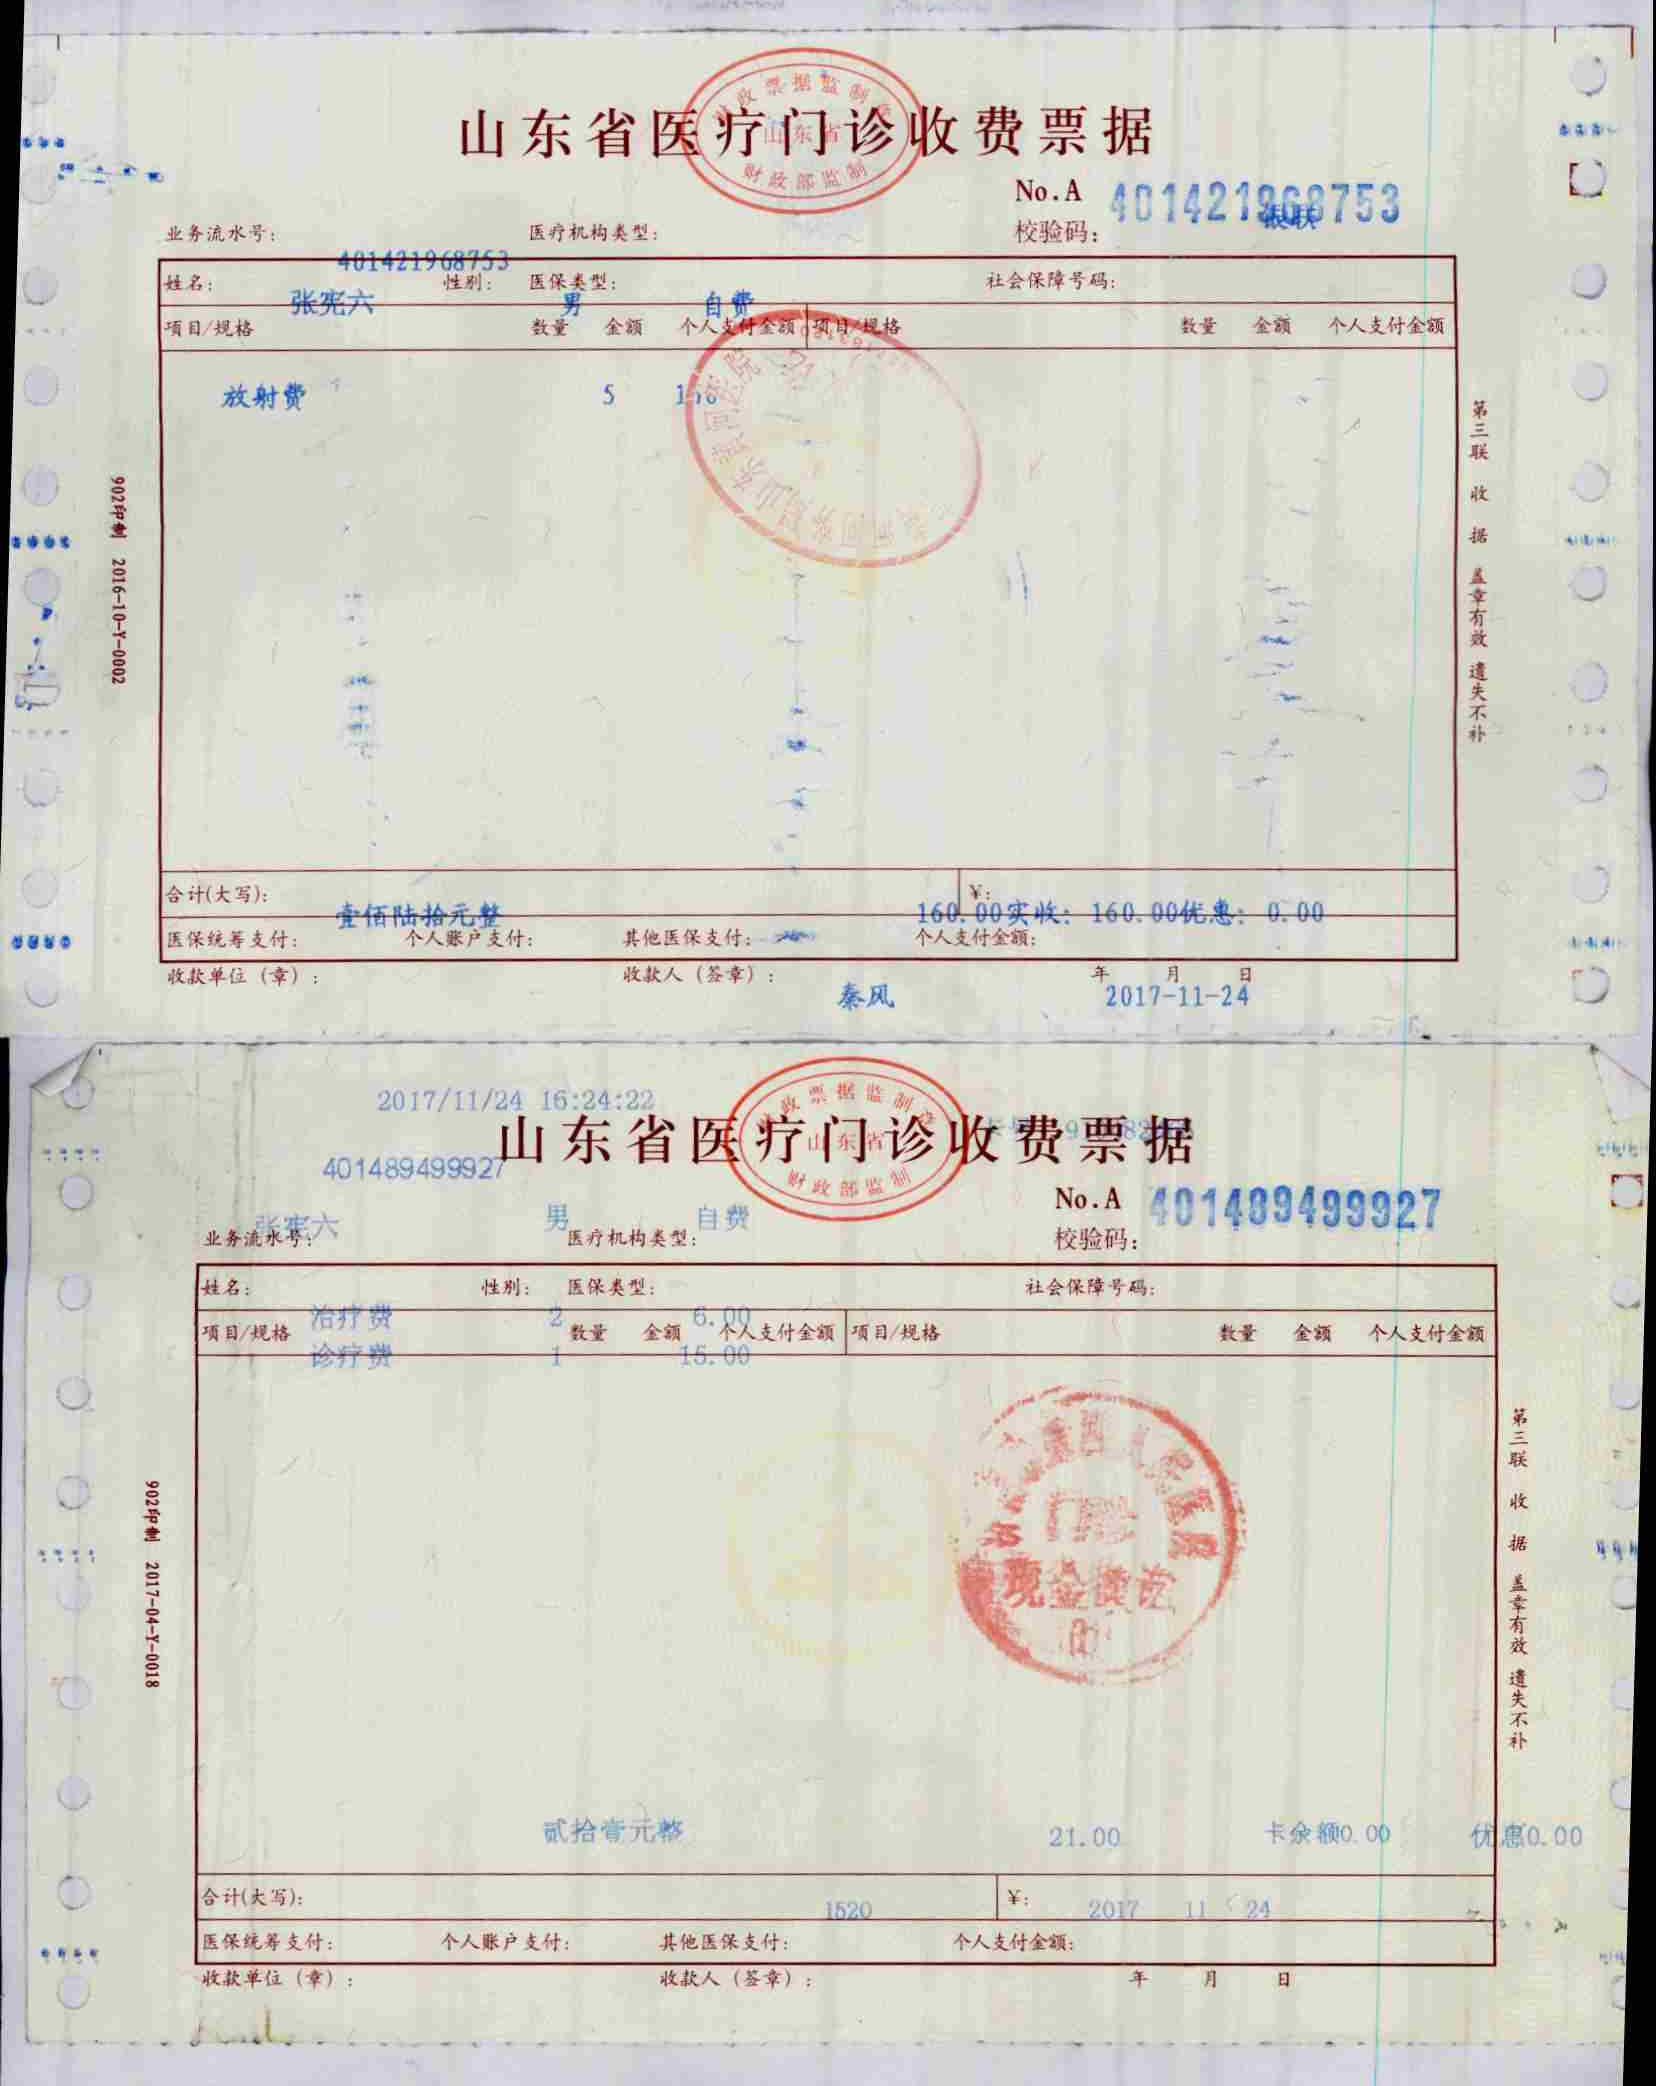 山东省医疗门诊收费票据
财政票据监制章
山东省
财政部监制
No.A 401421968753
校验码: 银联
业务流水号: 医疗机构类型:
401421968753
姓名: 性别: 医保类型: 社会保障号码:
张宪六 男 自费
项目/规格 数量 金额 个人支付金额 项目/规格 数量 金额 个人支付金额
放射费 5
第三联 收据 盖章有效 遗失不补
902印制 2016-10-Y-0002
合计(大写): ¥:
壹佰陆拾元整 160.00实收: 160.00优惠: 0.00
医保统筹支付: 个人账户支付: 其他医保支付: 个人支付金额:
收款单位(章): 收款人(签章): 年 月 日
秦风 2017-11-24
2017/11/24 16:24:22
山东省医疗门诊收费票据
财政票据监制章
山东省
财政部监制
401489499927
No.A 401489499927
张宪六 男 自费
业务流水号: 医疗机构类型: 校验码:
姓名: 性别: 医保类型: 社会保障号码:
治疗费 2 6.00
项目/规格 数量 金额 个人支付金额 项目/规格 数量 金额 个人支付金额
诊疗费 1 15.00
现金收讫
第三联 收据 盖章有效 遗失不补
902印制 2017-04-Y-0018
贰拾壹元整 21.00 卡余额0.00 优惠0.00
合计(大写): ¥:
1520 2017 11 24
医保统筹支付: 个人账户支付: 其他医保支付: 个人支付金额:
收款单位(章): 收款人(签章): 年 月 日